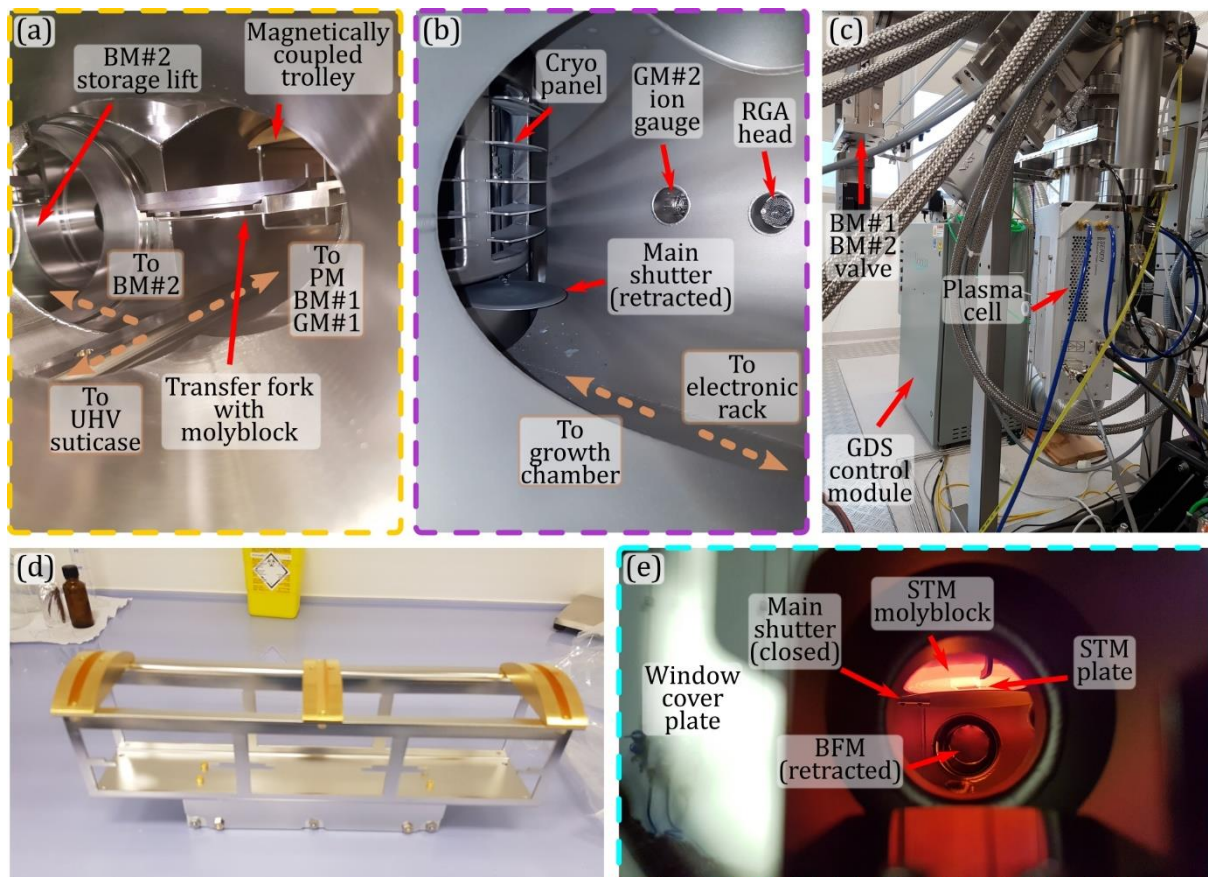 (a)
BM#2
storage lift
Magnetically
coupled
trolley
To
BM#2
To
PM
BM#1
GM#1
To
UHV
suticase
Transfer fork
with
molyblock
(b)
Cryo
panel
GM#2
ion
gauge
RGA
head
Main
shutter
(retracted)
To
growth
chamber
To
electronic
rack
(c)
BM#1
BM#2
valve
Plasma
cell
GDS
control
module
(d)
(e)
Window
cover
plate
Main
shutter
(closed)
STM
molyblock
STM
plate
BFM
(retracted)